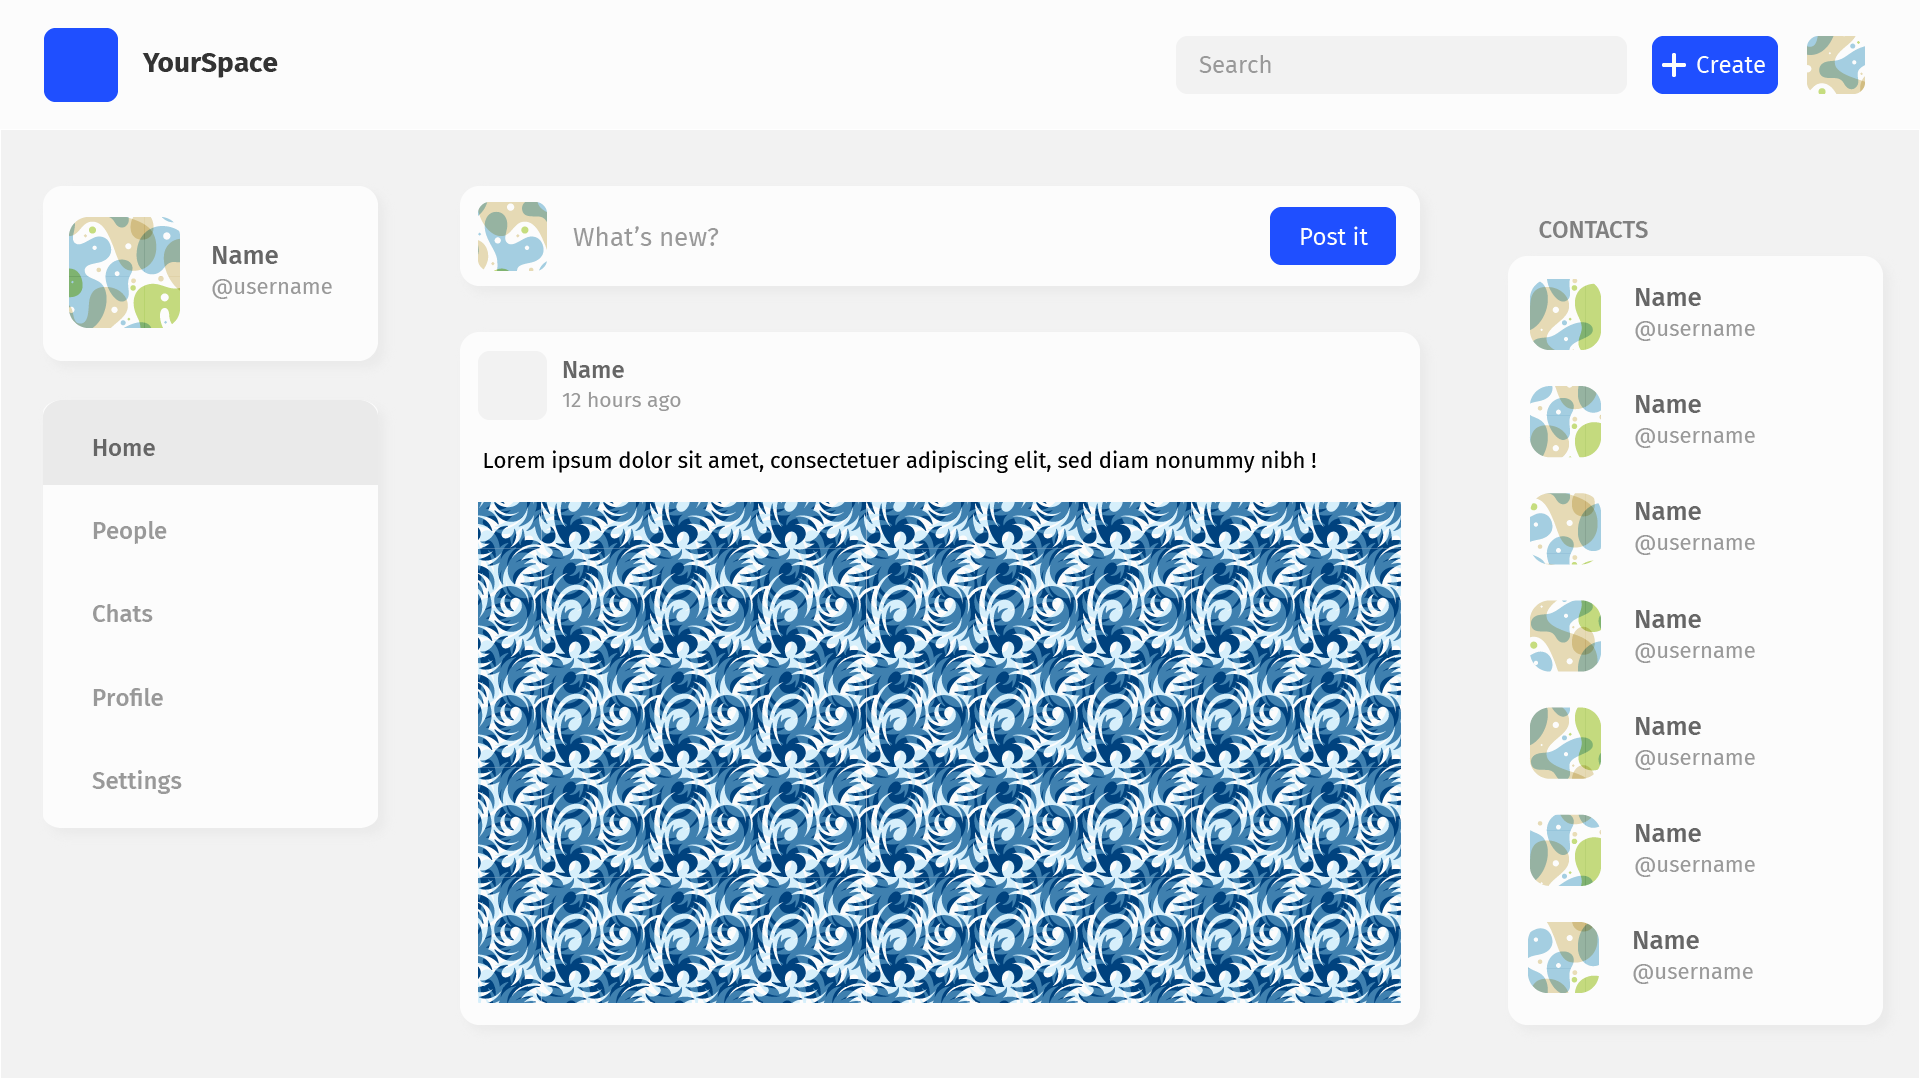 YourSpace
Search
Create
Name
@username
Home
People
Chats
Profile
Settings
What’s new?
Post it
Name
12 hours ago
Lorem ipsum dolor sit amet, consectetuer adipiscing elit, sed diam nonummy nibh !
CONTACTS
Name
@username
Name
@username
Name
@username
Name
@username
Name
@username
Name
@username
Name
@username